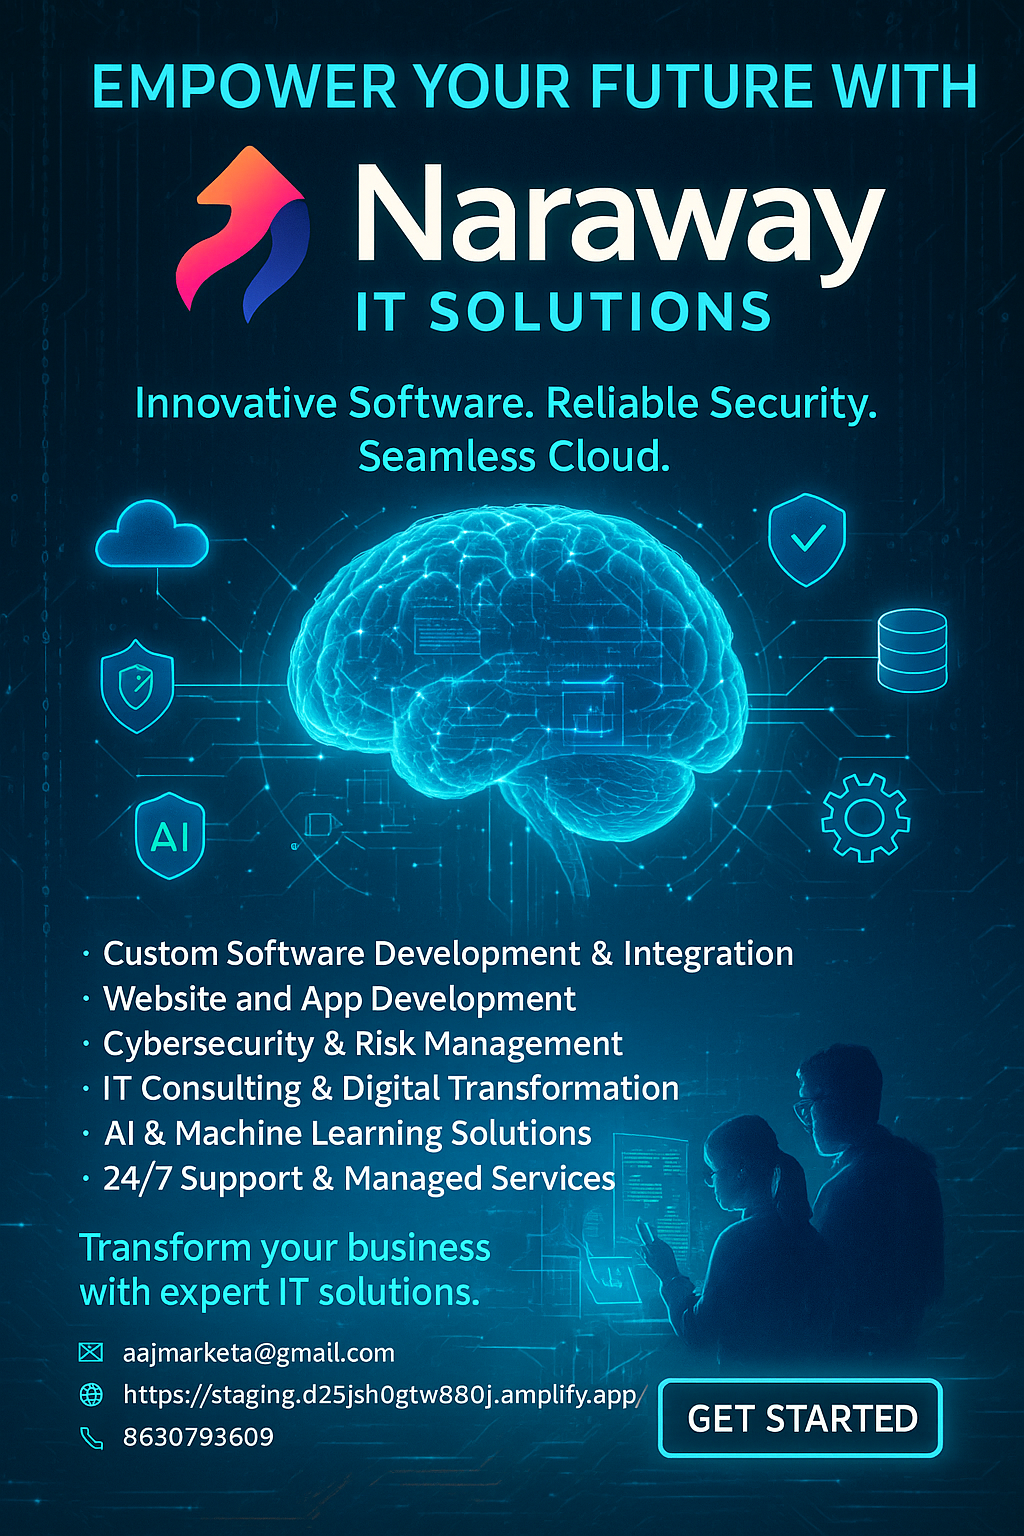 EMPOWER YOUR FUTURE WITH
Naraway
IT SOLUTIONS
Innovative Software. Reliable Security.
Seamless Cloud.
AI
· Custom Software Development & Integration
· Website and App Development
· Cybersecurity & Risk Management
· IT Consulting & Digital Transformation
· AI & Machine Learning Solutions
· 24/7 Support & Managed Services
Transform your business
with expert IT solutions.
aajmarketa@gmail.com
https://staging.d25jsh0gtw880j.amplify.app/
8630793609
GET STARTED